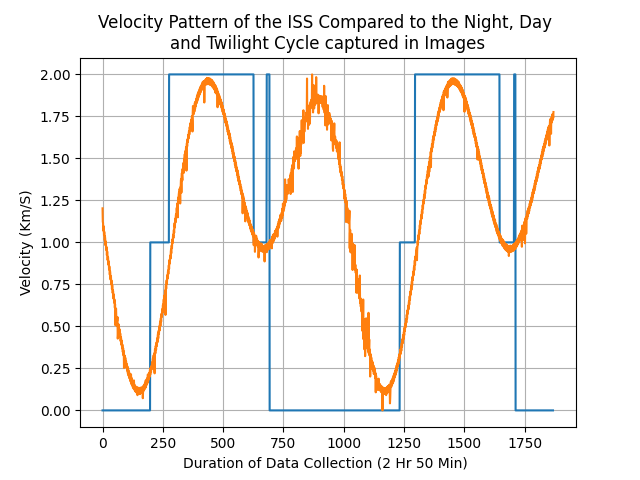 Velocity Pattern of the ISS Compared to the Night, Day
and Twilight Cycle captured in Images
2.00
1.75
1.50
1.25
1.00
0.75
0.50
0.25
0.00
Velocity (Km/S)
0 250 500 750 1000 1250 1500 1750
Duration of Data Collection (2 Hr 50 Min)